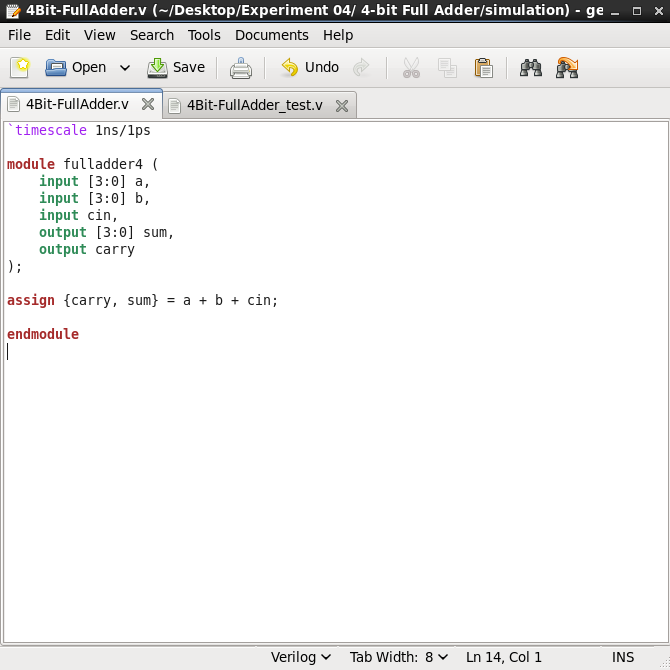 4Bit-FullAdder.v (~/Desktop/Experiment 04/ 4-bit Full Adder/simulation) - ge
File Edit View Search Tools Documents Help
Open Save Undo
4Bit-FullAdder.v 4Bit-FullAdder_test.v
`timescale 1ns/1ps
module fulladder4 (
    input [3:0] a,
    input [3:0] b,
    input cin,
    output [3:0] sum,
    output carry
);
assign {carry, sum} = a + b + cin;
endmodule
Verilog Tab Width: 8 Ln 14, Col 1 INS